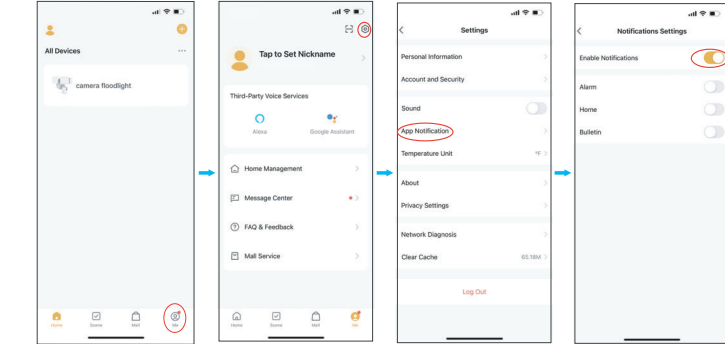 All Devices
camera floodlight
Home
Scene
Mall
Me
Tap to Set Nickname
Third-Party Voice Services
Alexa
Google Assistant
Home Management
Message Center
FAQ & Feedback
Mall Service
Home
Scene
Mall
Me
Settings
Personal Information
Account and Security
Sound
App Notification
Temperature Unit
°F
About
Privacy Settings
Network Diagnosis
Clear Cache
Log Out
Notifications Settings
Enable Notifications
Alarm
Home
Bulletin